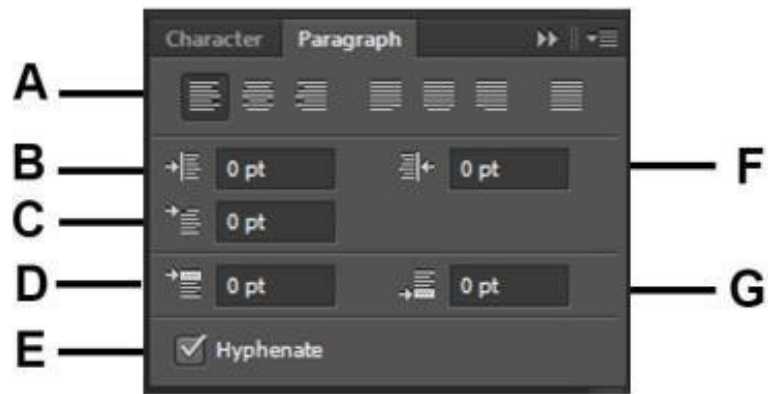 Character Paragraph
A
B 0 pt 0 pt F
C 0 pt
D 0 pt 0 pt G
E Hyphenate